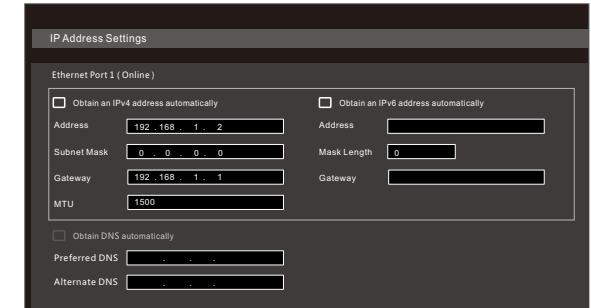 IP Address Settings
Ethernet Port 1 ( Online )
Obtain an IPv4 address automatically
Obtain an IPv6 address automatically
Address 192 . 168 . 1 . 2
Address
Subnet Mask 0 . 0 . 0 . 0
Mask Length 0
Gateway 192 . 168 . 1 . 1
Gateway
MTU 1500
Obtain DNS automatically
Preferred DNS . . .
Alternate DNS . . .